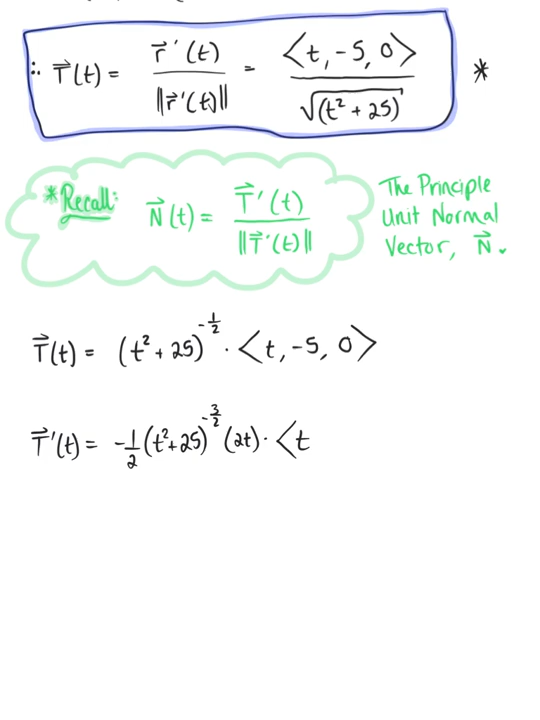 ∴ T⃗(t) = r⃗ '(t) / ||r⃗ '(t)|| = <t, -5, 0> / √(t² + 25) *
*Recall: N⃗(t) = T⃗ '(t) / ||T⃗ '(t)||
The Principle
Unit Normal
Vector, N⃗.
T⃗(t) = (t² + 25)^(-1/2) · <t, -5, 0>
T⃗ '(t) = -1/2 (t² + 25)^(-3/2) (2t) · <t